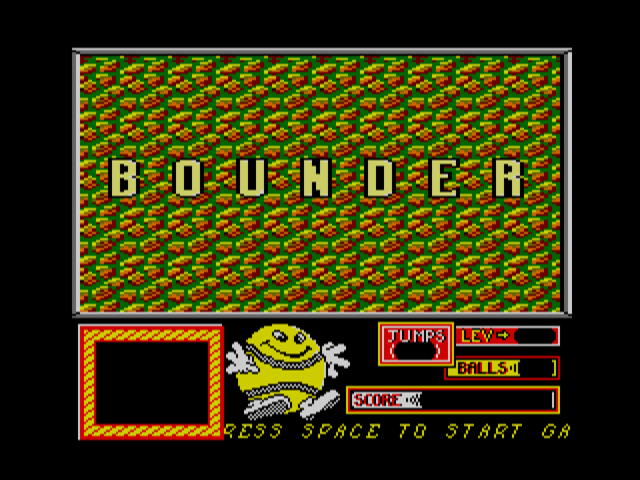 BOUNDER
JUMPS
LEV→
BALLS
SCORE
RESS SPACE TO START GA